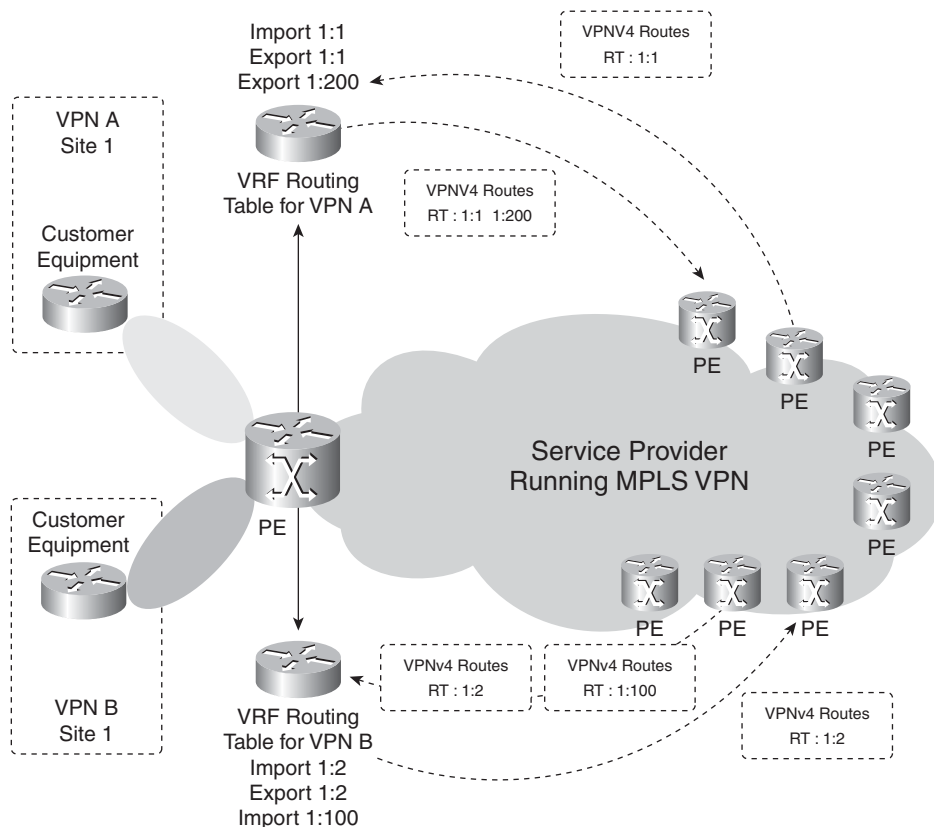 Import 1:1
Export 1:1
Export 1:200
VPNV4 Routes
RT : 1:1
VPN A
Site 1
VRF Routing
Table for VPN A
VPNV4 Routes
RT : 1:1 1:200
Customer
Equipment
PE
PE
PE
Service Provider
Running MPLS VPN
PE
Customer
Equipment
PE
PE
PE
PE
VPNv4 Routes
RT : 1:2
VPNv4 Routes
RT : 1:100
VPN B
Site 1
VRF Routing
Table for VPN B
Import 1:2
Export 1:2
Import 1:100
VPNv4 Routes
RT : 1:2